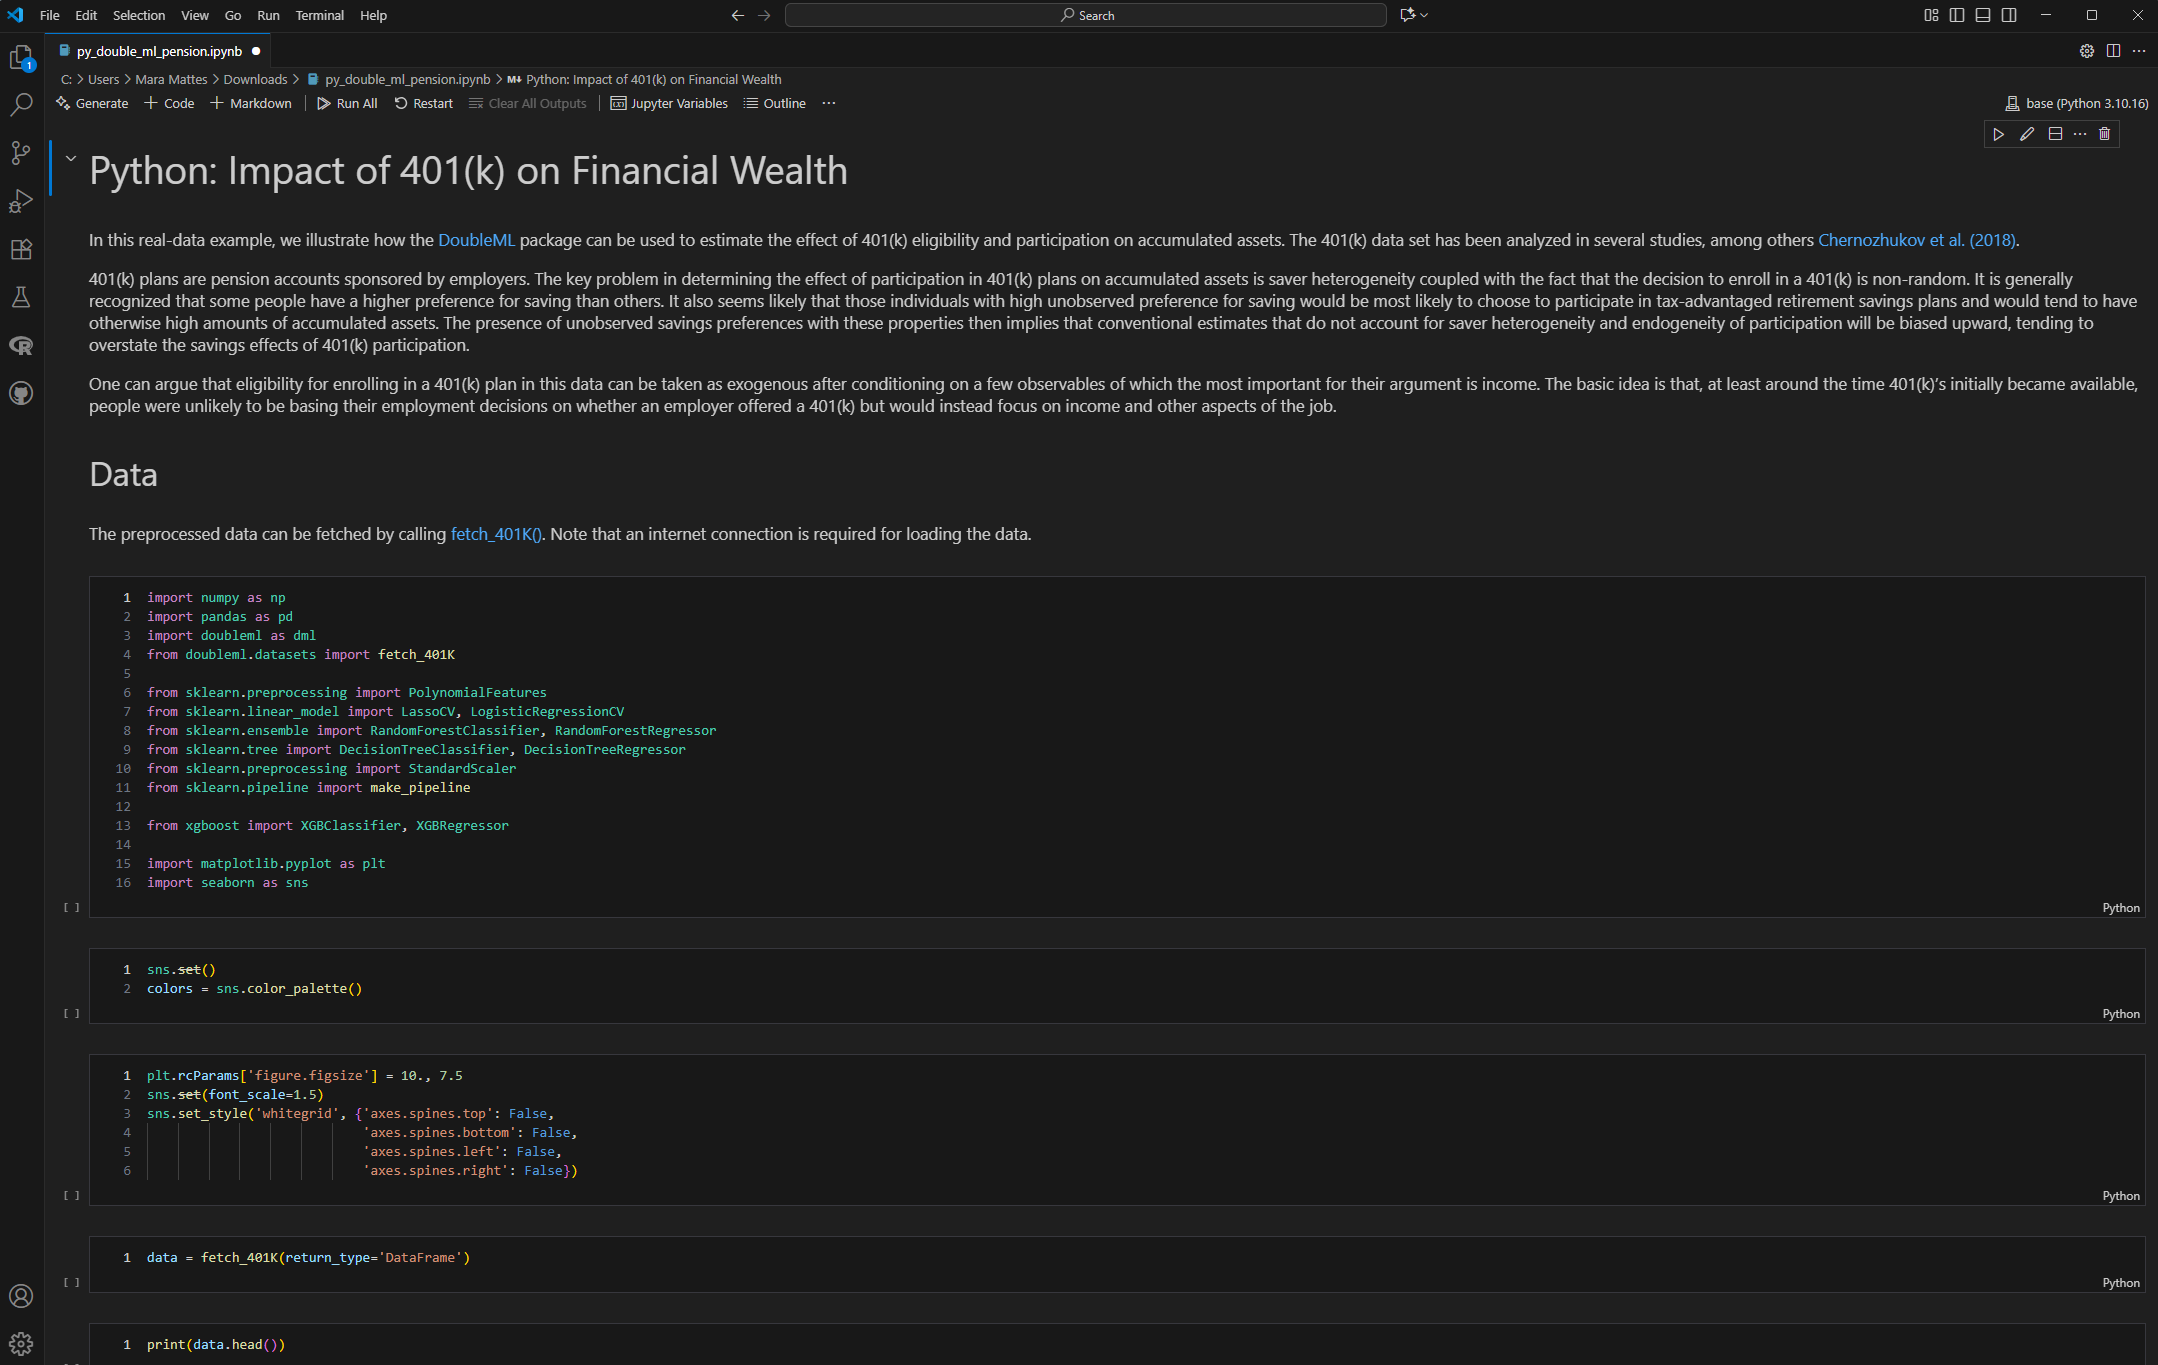 File Edit Selection View Go Run Terminal Help
Search
py_double_ml_pension.ipynb
1
C: > Users > Mara Mattes > Downloads > py_double_ml_pension.ipynb > M↓ Python: Impact of 401(k) on Financial Wealth
Generate + Code + Markdown | Run All Restart Clear All Outputs | Jupyter Variables Outline ...
base (Python 3.10.16)
Python: Impact of 401(k) on Financial Wealth
In this real-data example, we illustrate how the DoubleML package can be used to estimate the effect of 401(k) eligibility and participation on accumulated assets. The 401(k) data set has been analyzed in several studies, among others Chernozhukov et al. (2018).
401(k) plans are pension accounts sponsored by employers. The key problem in determining the effect of participation in 401(k) plans on accumulated assets is saver heterogeneity coupled with the fact that the decision to enroll in a 401(k) is non-random. It is generally
recognized that some people have a higher preference for saving than others. It also seems likely that those individuals with high unobserved preference for saving would be most likely to choose to participate in tax-advantaged retirement savings plans and would tend to have
otherwise high amounts of accumulated assets. The presence of unobserved savings preferences with these properties then implies that conventional estimates that do not account for saver heterogeneity and endogeneity of participation will be biased upward, tending to
overstate the savings effects of 401(k) participation.
One can argue that eligibility for enrolling in a 401(k) plan in this data can be taken as exogenous after conditioning on a few observables of which the most important for their argument is income. The basic idea is that, at least around the time 401(k)’s initially became available,
people were unlikely to be basing their employment decisions on whether an employer offered a 401(k) but would instead focus on income and other aspects of the job.
Data
The preprocessed data can be fetched by calling fetch_401K(). Note that an internet connection is required for loading the data.
1 import numpy as np
2 import pandas as pd
3 import doubleml as dml
4 from doubleml.datasets import fetch_401K
5
6 from sklearn.preprocessing import PolynomialFeatures
7 from sklearn.linear_model import LassoCV, LogisticRegressionCV
8 from sklearn.ensemble import RandomForestClassifier, RandomForestRegressor
9 from sklearn.tree import DecisionTreeClassifier, DecisionTreeRegressor
10 from sklearn.preprocessing import StandardScaler
11 from sklearn.pipeline import make_pipeline
12
13 from xgboost import XGBClassifier, XGBRegressor
14
15 import matplotlib.pyplot as plt
16 import seaborn as sns
[ ] Python
1 sns.set()
2 colors = sns.color_palette()
[ ] Python
1 plt.rcParams['figure.figsize'] = 10., 7.5
2 sns.set(font_scale=1.5)
3 sns.set_style('whitegrid', {'axes.spines.top': False,
4 'axes.spines.bottom': False,
5 'axes.spines.left': False,
6 'axes.spines.right': False})
[ ] Python
1 data = fetch_401K(return_type='DataFrame')
[ ] Python
1 print(data.head())